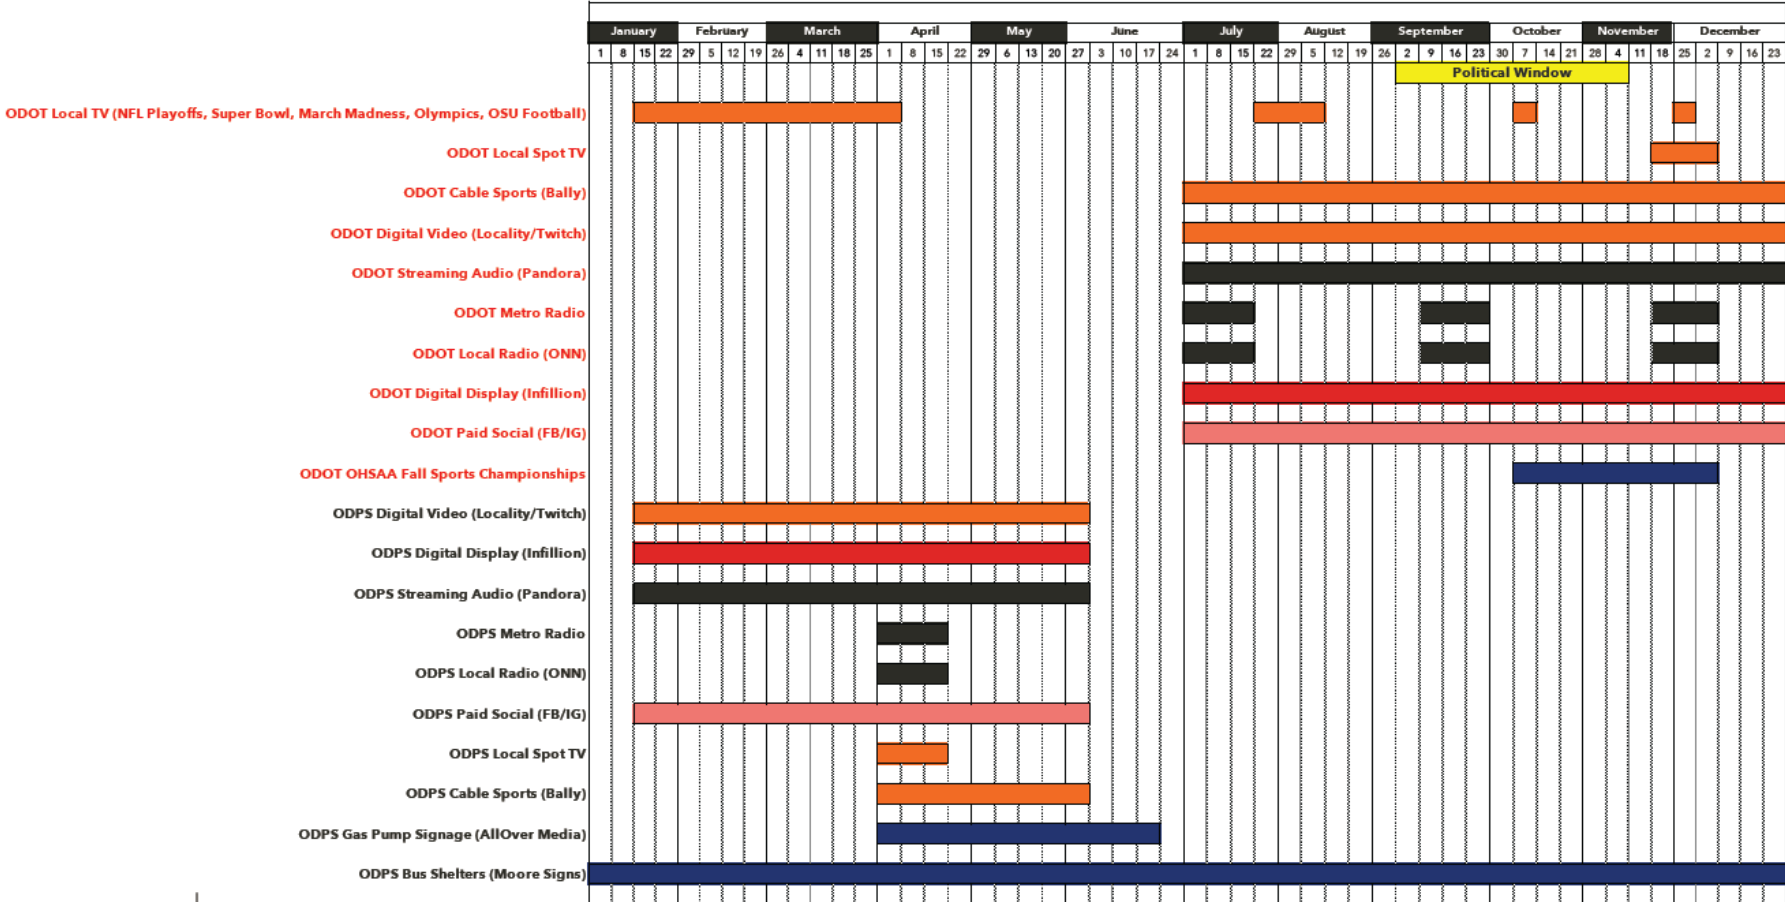 January February March April May June July August September October November December
1 8 15 22 29 5 12 19 26 4 11 18 25 1 8 15 22 29 6 13 20 27 3 10 17 24 1 8 15 22 29 5 12 19 26 2 9 16 23 30 7 14 21 28 4 11 18 25 2 9 16 23
Political Window
ODOT Local TV (NFL Playoffs, Super Bowl, March Madness, Olympics, OSU Football)
ODOT Local Spot TV
ODOT Cable Sports (Bally)
ODOT Digital Video (Locality/Twitch)
ODOT Streaming Audio (Pandora)
ODOT Metro Radio
ODOT Local Radio (ONN)
ODOT Digital Display (Infillion)
ODOT Paid Social (FB/IG)
ODOT OHSAA Fall Sports Championships
ODPS Digital Video (Locality/Twitch)
ODPS Digital Display (Infillion)
ODPS Streaming Audio (Pandora)
ODPS Metro Radio
ODPS Local Radio (ONN)
ODPS Paid Social (FB/IG)
ODPS Local Spot TV
ODPS Cable Sports (Bally)
ODPS Gas Pump Signage (AllOver Media)
ODPS Bus Shelters (Moore Signs)